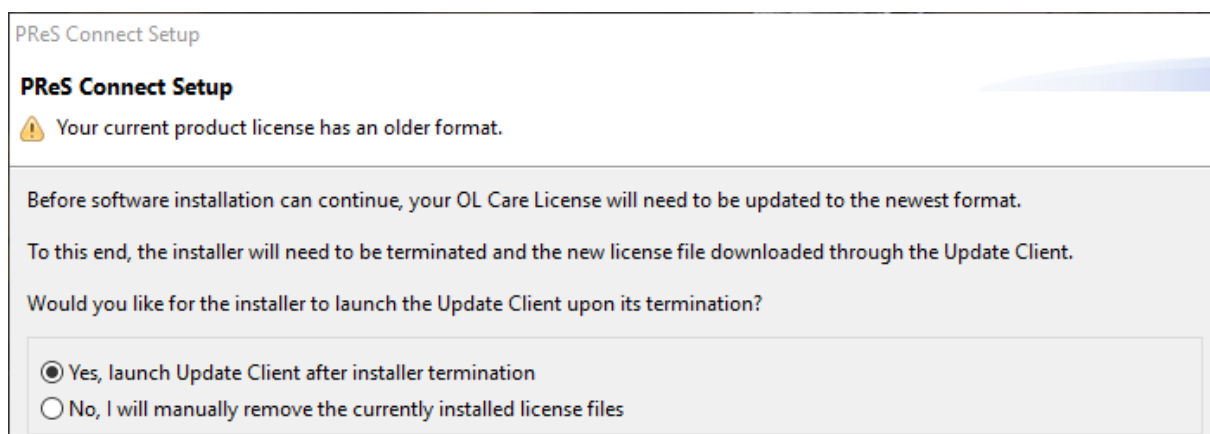 PReS Connect Setup
PReS Connect Setup
Your current product license has an older format.
Before software installation can continue, your OL Care License will need to be updated to the newest format.
To this end, the installer will need to be terminated and the new license file downloaded through the Update Client.
Would you like for the installer to launch the Update Client upon its termination?
Yes, launch Update Client after installer termination
No, I will manually remove the currently installed license files